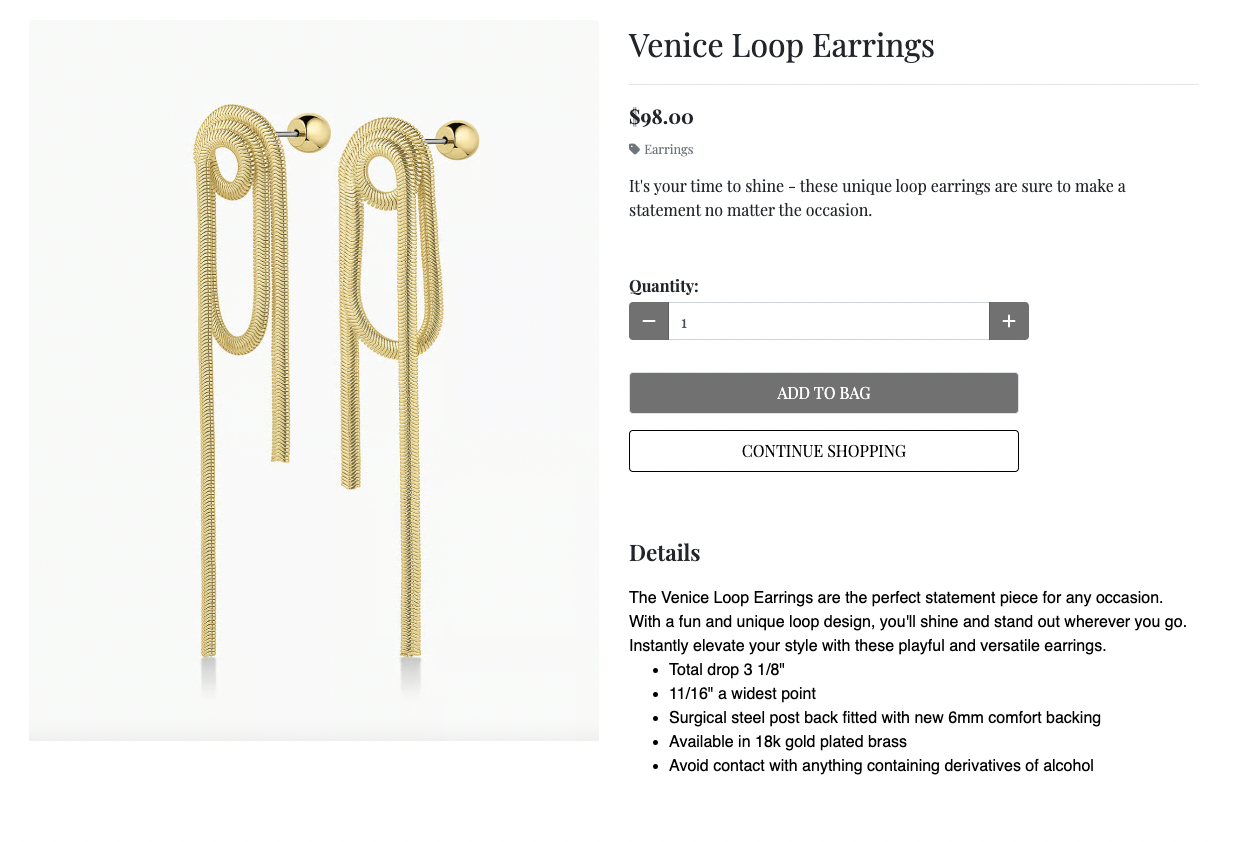 Venice Loop Earrings
$98.00
Earrings
It's your time to shine - these unique loop earrings are sure to make a
statement no matter the occasion.
Quantity:
1
ADD TO BAG
CONTINUE SHOPPING
Details
The Venice Loop Earrings are the perfect statement piece for any occasion.
With a fun and unique loop design, you'll shine and stand out wherever you go.
Instantly elevate your style with these playful and versatile earrings.
• Total drop 3 1/8"
• 11/16" a widest point
• Surgical steel post back fitted with new 6mm comfort backing
• Available in 18k gold plated brass
• Avoid contact with anything containing derivatives of alcohol